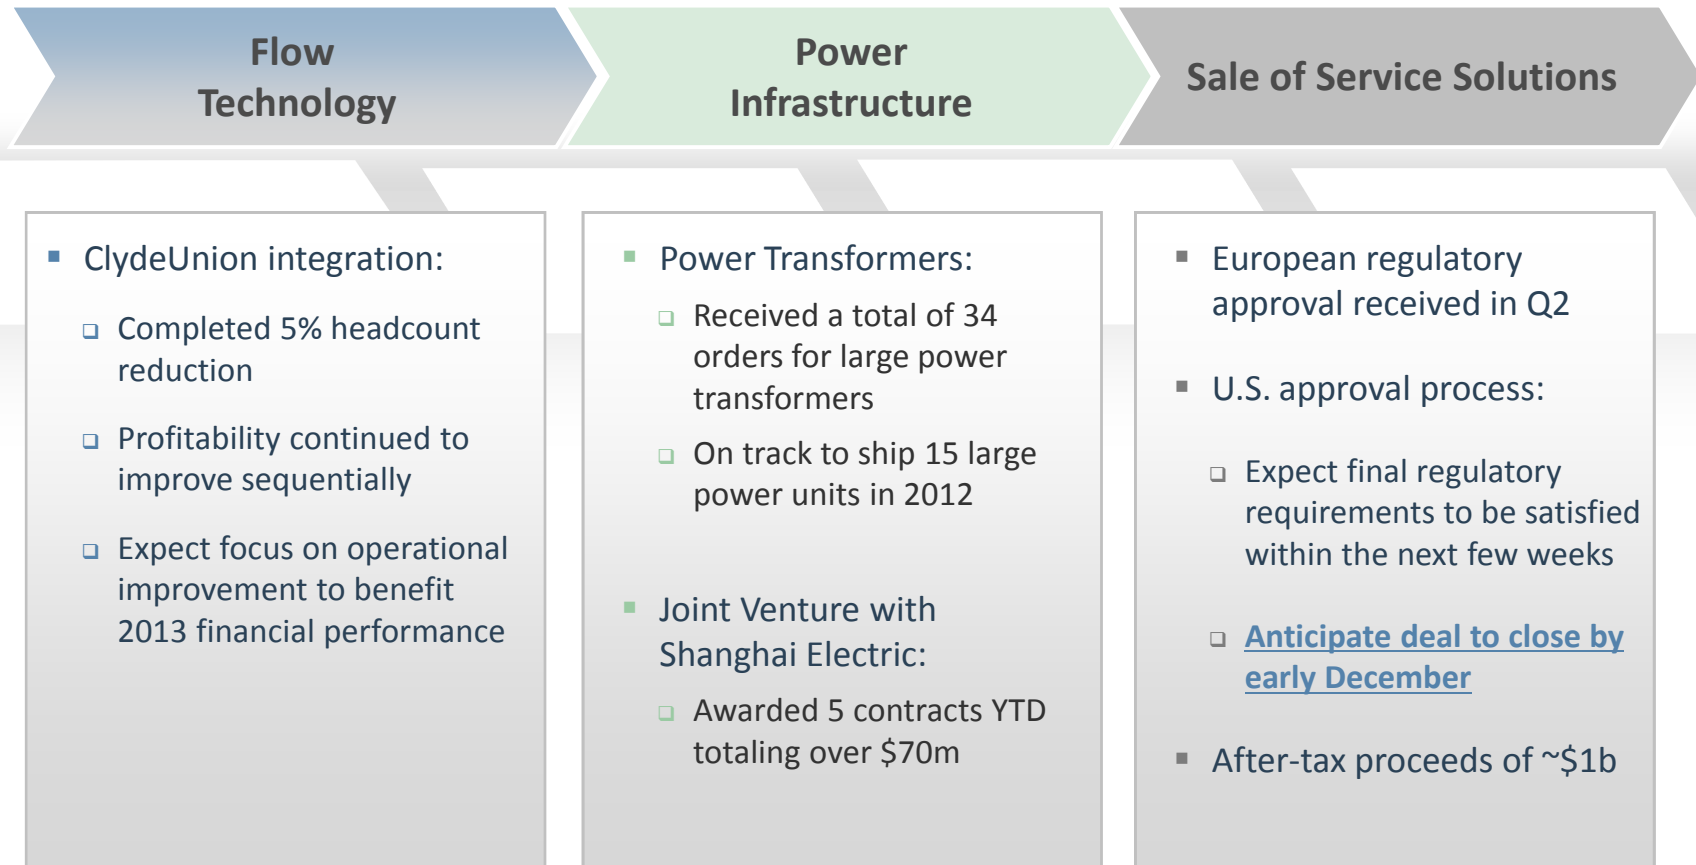 Flow
Technology
Power
Infrastructure
Sale of Service Solutions
ClydeUnion integration:
Completed 5% headcount
reduction
Profitability continued to
improve sequentially
Expect focus on operational
improvement to benefit
2013 financial performance
Power Transformers:
Received a total of 34
orders for large power
transformers
On track to ship 15 large
power units in 2012
Joint Venture with
Shanghai Electric:
Awarded 5 contracts YTD
totaling over $70m
European regulatory
approval received in Q2
U.S. approval process:
Expect final regulatory
requirements to be satisfied
within the next few weeks
Anticipate deal to close by
early December
After-tax proceeds of ~$1b